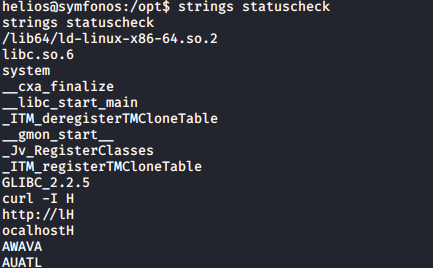 helios@symfonos:/opt$ strings statuscheck
strings statuscheck
/lib64/ld-linux-x86-64.so.2
libc.so.6
system
__cxa_finalize
__libc_start_main
_ITM_deregisterTMCloneTable
__gmon_start__
_Jv_RegisterClasses
_ITM_registerTMCloneTable
GLIBC_2.2.5
curl -I H
http://lH
ocalhostH
AWAVA
AUATL